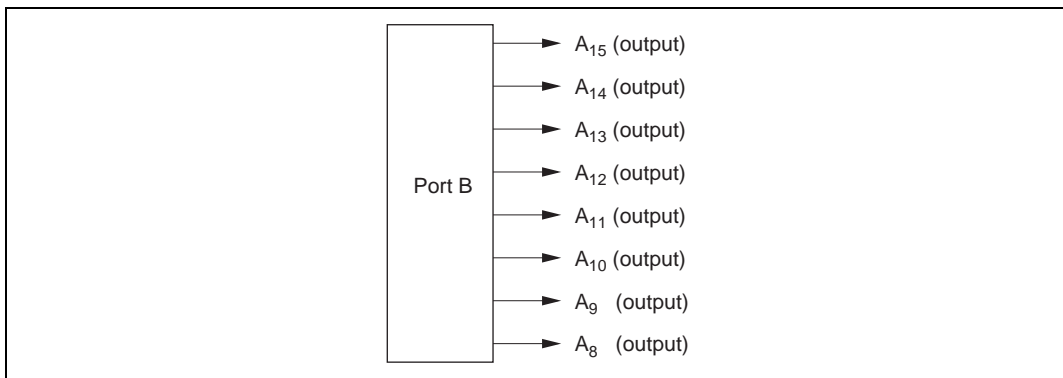 A15 (output)
A14 (output)
A13 (output)
A12 (output)
Port B
A11 (output)
A10 (output)
A9 (output)
A8 (output)